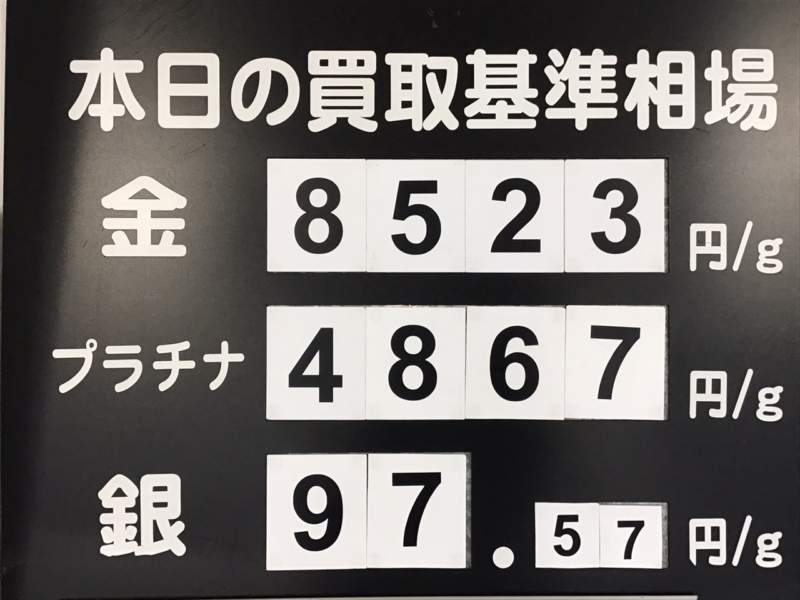 本日の買取基準相場
金 8523 円/g
プラチナ 4867 円/g
銀 97.57 円/g